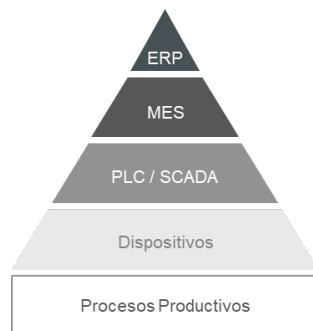 ERP
MES
PLC / SCADA
Dispositivos
Procesos Productivos